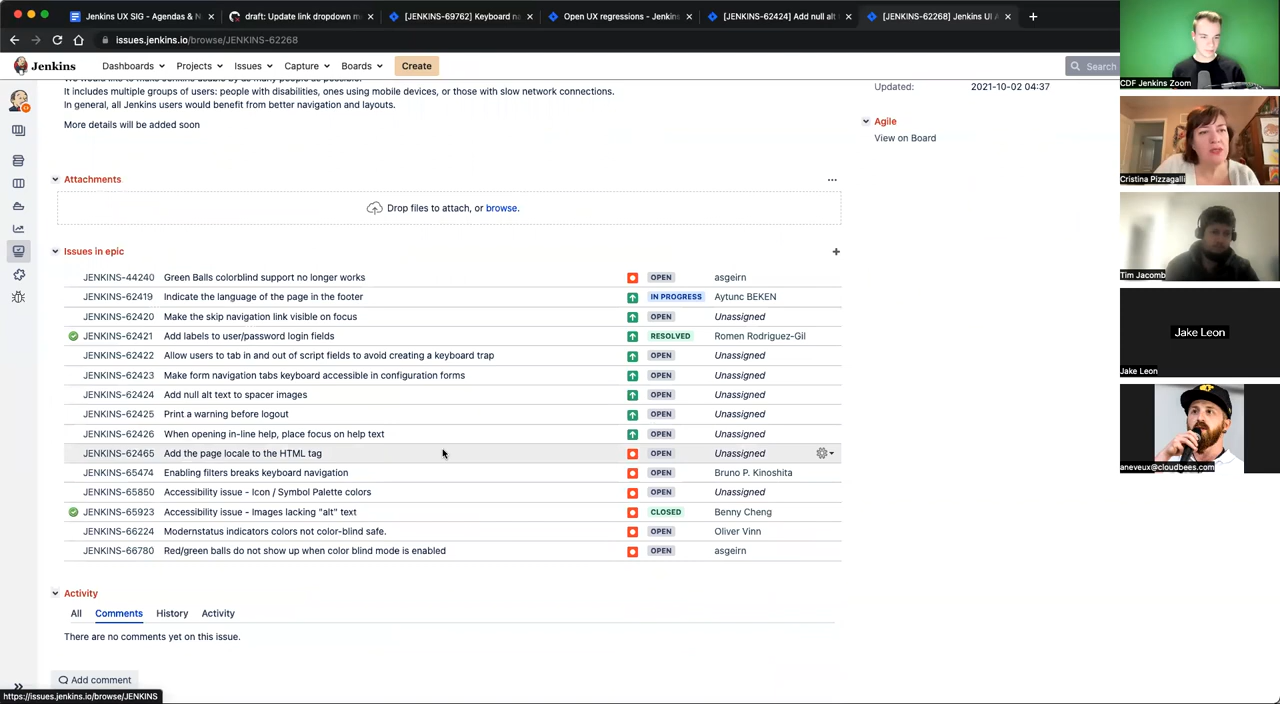 Jenkins UX SIG - Agendas & N
draft: Update link dropdown m
[JENKINS-69762] Keyboard na
Open UX regressions - Jenkins
[JENKINS-62424] Add null alt
[JENKINS-62268] Jenkins UI A
issues.jenkins.io/browse/JENKINS-62268
Jenkins
Dashboards
Projects
Issues
Capture
Boards
Create
Search
It includes multiple groups of users: people with disabilities, ones using mobile devices, or those with slow network connections.
In general, all Jenkins users would benefit from better navigation and layouts.
More details will be added soon
Updated: 2021-10-02 04:37
Agile
View on Board
Attachments
Drop files to attach, or browse.
Issues in epic
JENKINS-44240 Green Balls colorblind support no longer works OPEN asgeirn
JENKINS-62419 Indicate the language of the page in the footer IN PROGRESS Aytunc BEKEN
JENKINS-62420 Make the skip navigation link visible on focus OPEN Unassigned
JENKINS-62421 Add labels to user/password login fields RESOLVED Romen Rodriguez-Gil
JENKINS-62422 Allow users to tab in and out of script fields to avoid creating a keyboard trap OPEN Unassigned
JENKINS-62423 Make form navigation tabs keyboard accessible in configuration forms OPEN Unassigned
JENKINS-62424 Add null alt text to spacer images OPEN Unassigned
JENKINS-62425 Print a warning before logout OPEN Unassigned
JENKINS-62426 When opening in-line help, place focus on help text OPEN Unassigned
JENKINS-62465 Add the page locale to the HTML tag OPEN Unassigned
JENKINS-65474 Enabling filters breaks keyboard navigation OPEN Bruno P. Kinoshita
JENKINS-65850 Accessibility issue - Icon / Symbol Palette colors OPEN Unassigned
JENKINS-65923 Accessibility issue - Images lacking "alt" text CLOSED Benny Cheng
JENKINS-66224 Modernstatus indicators colors not color-blind safe. OPEN Oliver Vinn
JENKINS-66780 Red/green balls do not show up when color blind mode is enabled OPEN asgeirn
Activity
All
Comments
History
Activity
There are no comments yet on this issue.
Add comment
https://issues.jenkins.io/browse/JENKINS
CDF Jenkins Zoom
Cristina Pizzagalli
Tim Jacomb
Jake Leon
Jake Leon
aneveux@cloudbees.com